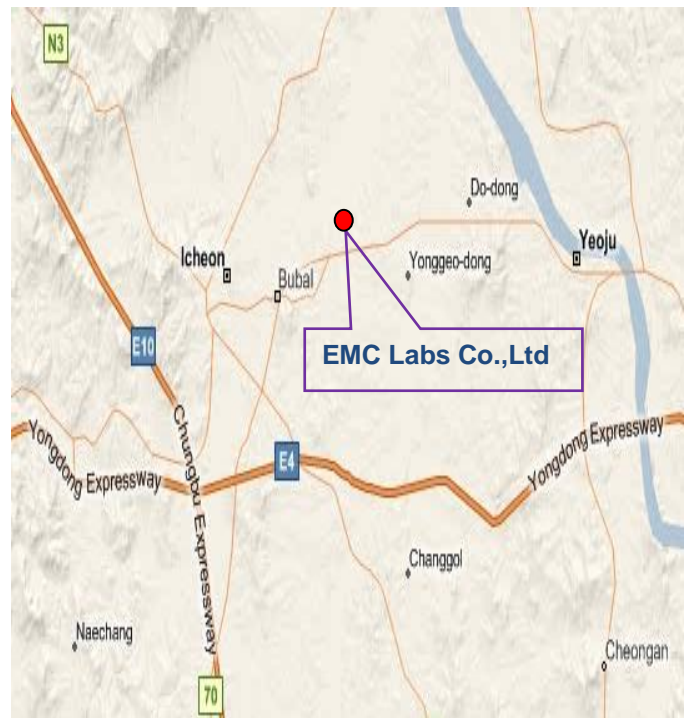 N3
Do-dong
Yeoju
Icheon
Bubal
Yonggeo-dong
E10
EMC Labs Co.,Ltd
Chungbu Expressway
Yongdong Expressway
E4
Yongdong Expressway
Changgol
Naechang
Cheongan
70